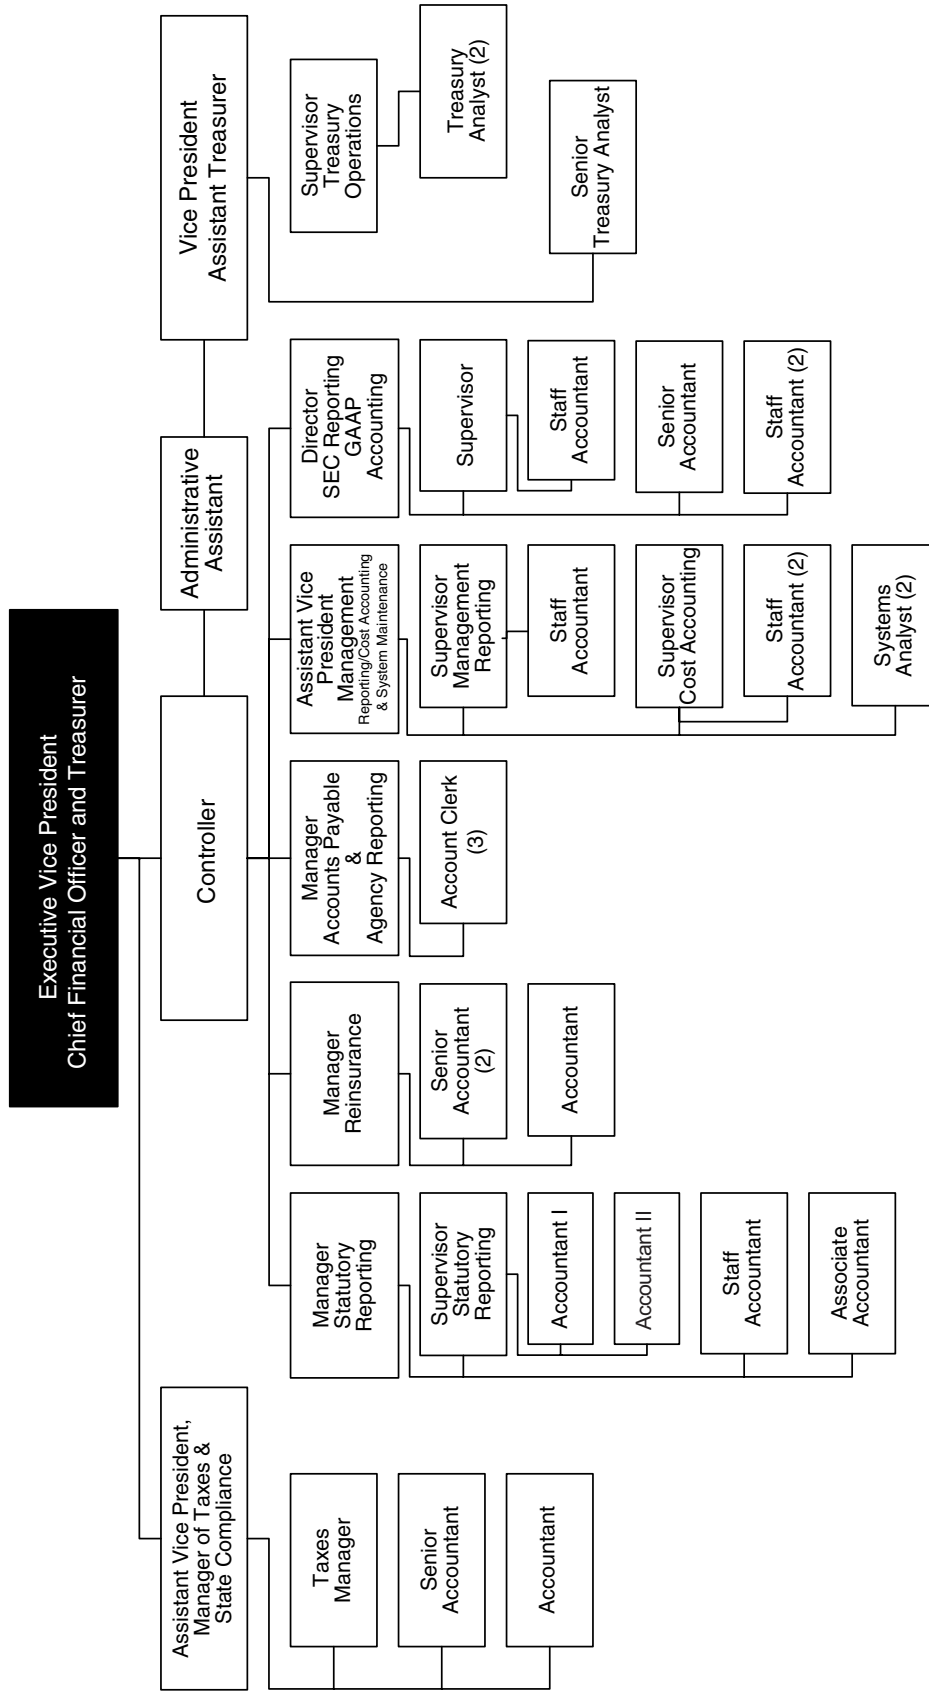 Executive Vice President
Chief Financial Officer and Treasurer
Assistant Vice President,
Manager of Taxes &
State Compliance
Controller
Administrative
Assistant
Vice President
Assistant Treasurer
Taxes
Manager
Senior
Accountant
Accountant
Manager
Statutory
Reporting
Supervisor
Statutory
Reporting
Accountant I
Accountant II
Staff
Accountant
Associate
Accountant
Manager
Reinsurance
Senior
Accountant
(2)
Accountant
Manager
Accounts Payable
&
Agency Reporting
Account Clerk
(3)
Assistant Vice
President
Management
Reporting/Cost Accounting
& System Maintenance
Supervisor
Management
Reporting
Staff
Accountant
Supervisor
Cost Accounting
Staff
Accountant (2)
Systems
Analyst (2)
Director
SEC Reporting
GAAP
Accounting
Supervisor
Staff
Accountant
Senior
Accountant
Staff
Accountant (2)
Supervisor
Treasury
Operations
Treasury
Analyst (2)
Senior
Treasury Analyst